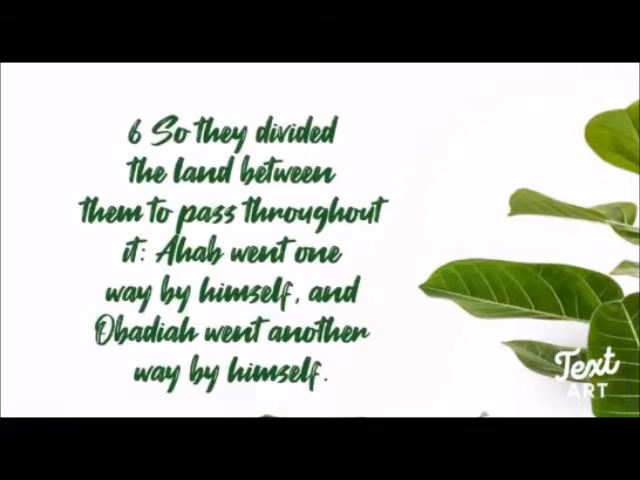 6 So they divided
the land between
them to pass throughout
it: Ahab went one
way by himself, and
Obadiah went another
way by himself.
Text
ART